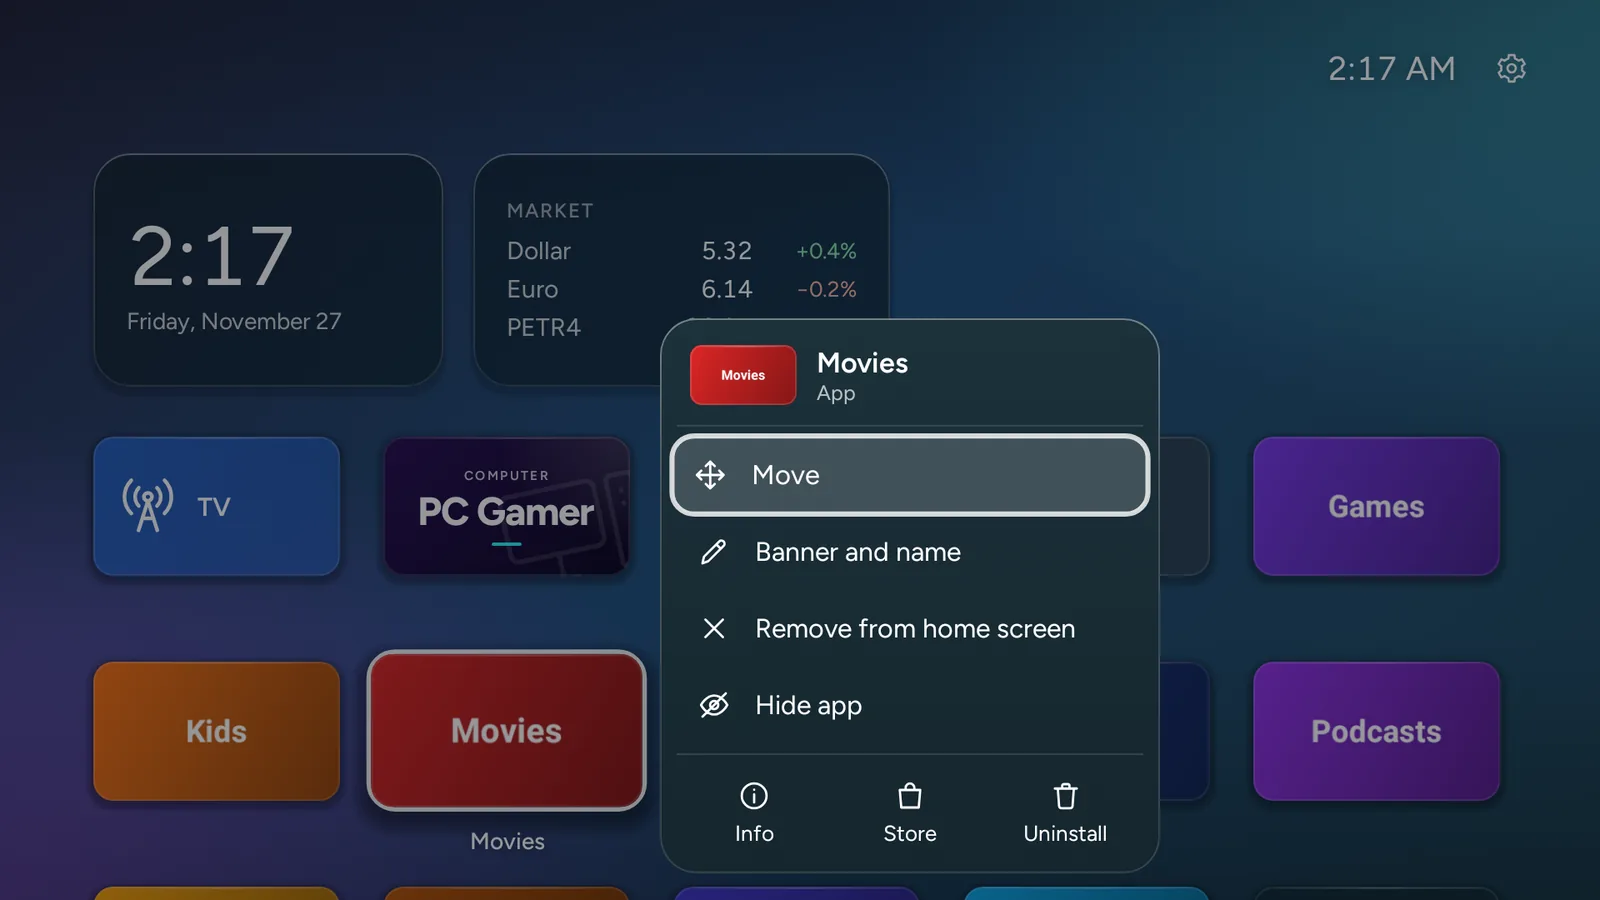 2:17 AM
2:17
Friday, November 27
MARKET
Dollar 5.32 +0.4%
Euro 6.14 −0.2%
PETR4
Movies
Movies
App
Move
Banner and name
Remove from home screen
Hide app
Info
Store
Uninstall
TV
COMPUTER
PC Gamer
Games
Kids
Movies
Podcasts
Movies